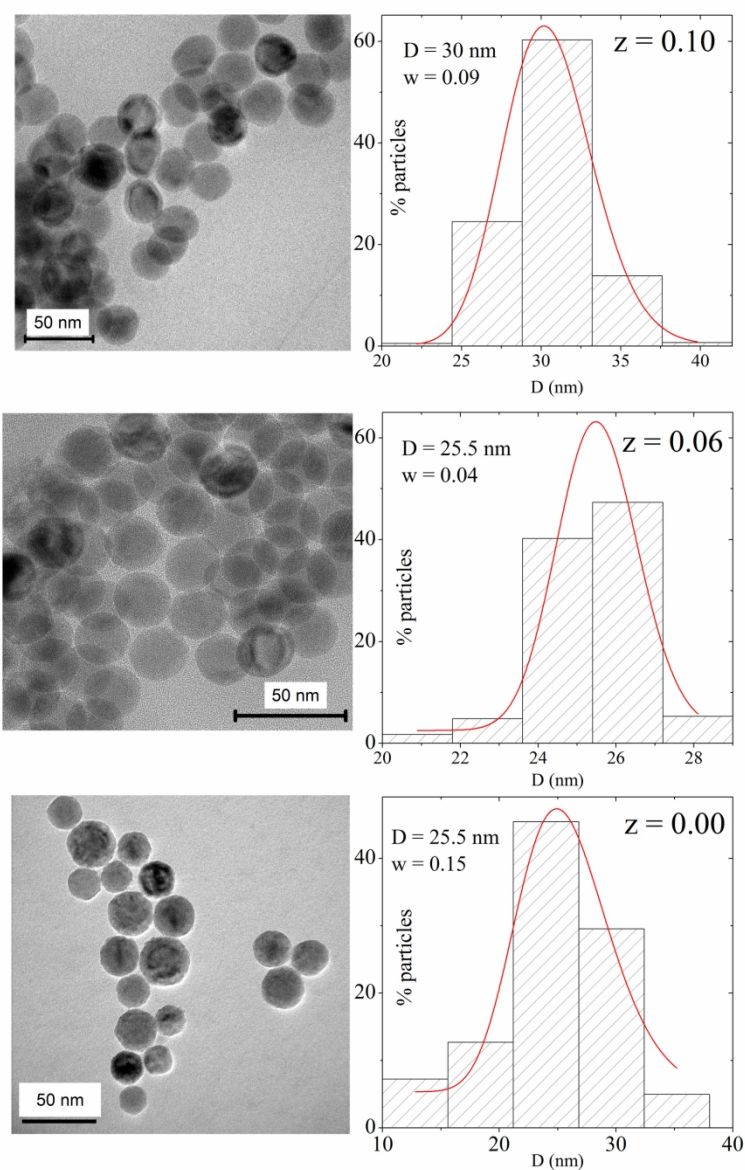 50 nm
% particles
60
40
20
0
D = 30 nm
w = 0.09
z = 0.10
20 25 30 35 40
D (nm)
50 nm
% particles
60
40
20
0
D = 25.5 nm
w = 0.04
z = 0.06
20 22 24 26 28
D (nm)
50 nm
% particles
40
20
0
D = 25.5 nm
w = 0.15
z = 0.00
10 20 30 40
D (nm)